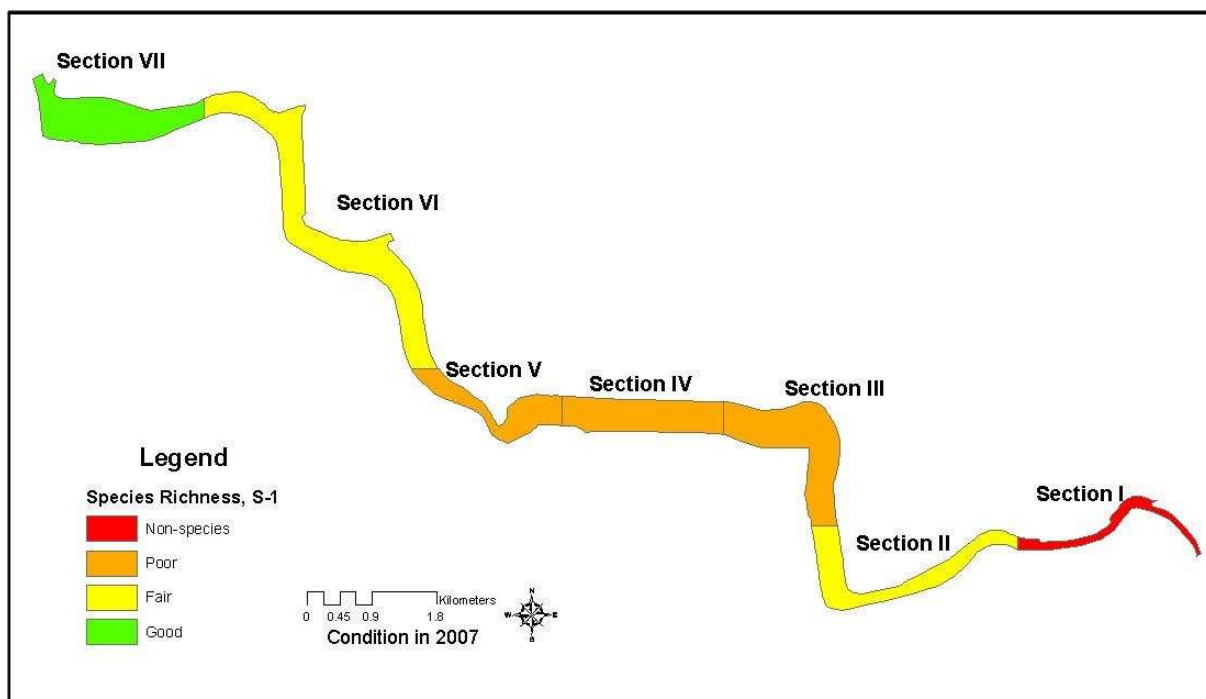 Section VII
Section VI
Section V
Section IV
Section III
Section II
Section I
Legend
Species Richness, S-1
Non-species
Poor
Fair
Good
Kilometers
0 0.45 0.9 1.8
Condition in 2007
N
W E
S